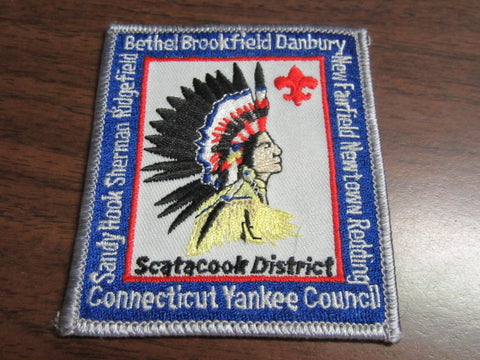 Bethel Brookfield Danbury
New Fairfield Newtown Redding
Sandy Hook Sherman Ridgefield
Scatacook District
Connecticut Yankee Council